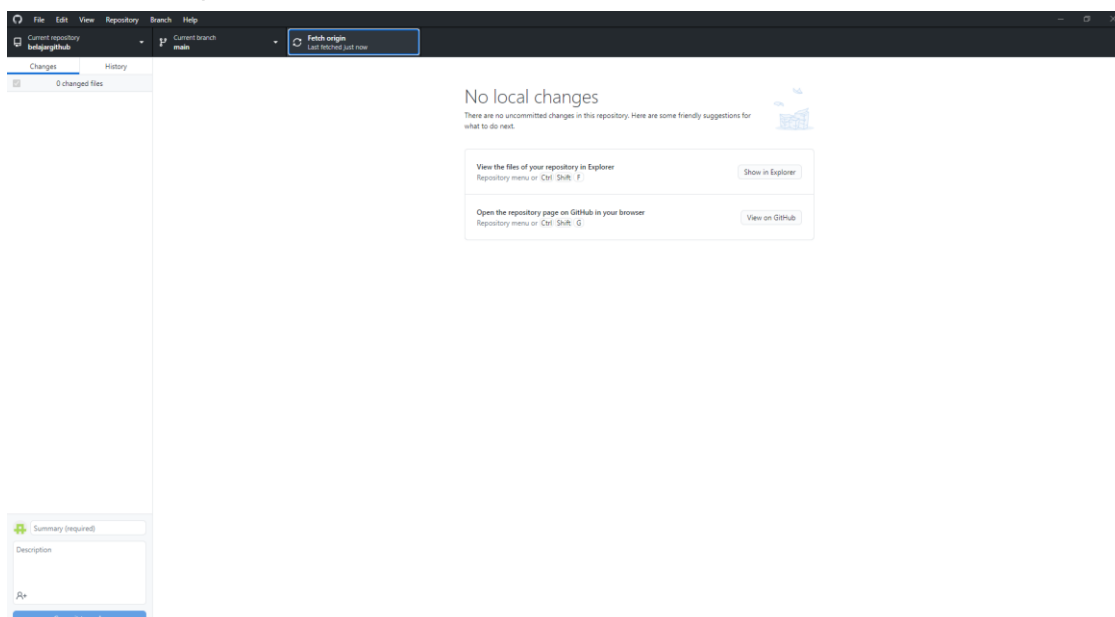 File Edit View Repository Branch Help
Current repository
belajargithub
Current branch
main
Fetch origin
Last fetched just now
Changes History
0 changed files
No local changes
There are no uncommitted changes in this repository. Here are some friendly suggestions for
what to do next.
View the files of your repository in Explorer
Repository menu or Ctrl Shift F
Show in Explorer
Open the repository page on GitHub in your browser
Repository menu or Ctrl Shift G
View on GitHub
Summary (required)
Description